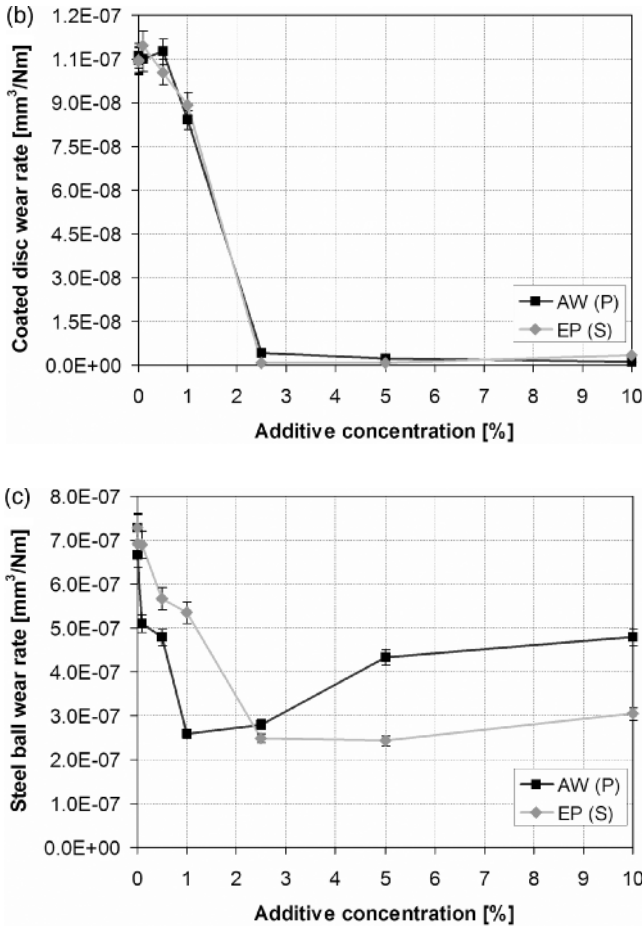 (b)
Coated disc wear rate [mm³/Nm]
1.2E-07
1.1E-07
9.0E-08
7.5E-08
6.0E-08
4.5E-08
3.0E-08
1.5E-08
0.0E+00
AW (P)
EP (S)
0 1 2 3 4 5 6 7 8 9 10
Additive concentration [%]
(c)
Steel ball wear rate [mm³/Nm]
8.0E-07
7.0E-07
6.0E-07
5.0E-07
4.0E-07
3.0E-07
2.0E-07
1.0E-07
0.0E+00
AW (P)
EP (S)
0 1 2 3 4 5 6 7 8 9 10
Additive concentration [%]